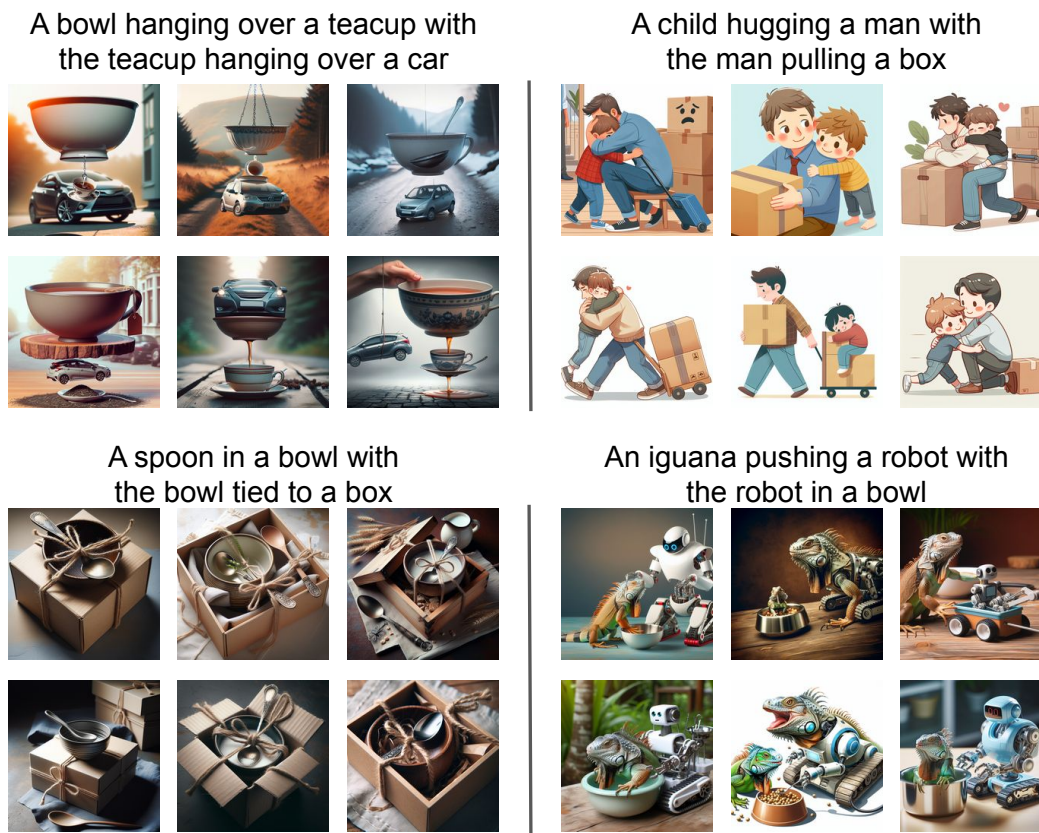 A bowl hanging over a teacup with
the teacup hanging over a car
A child hugging a man with
the man pulling a box
A spoon in a bowl with
the bowl tied to a box
An iguana pushing a robot with
the robot in a bowl